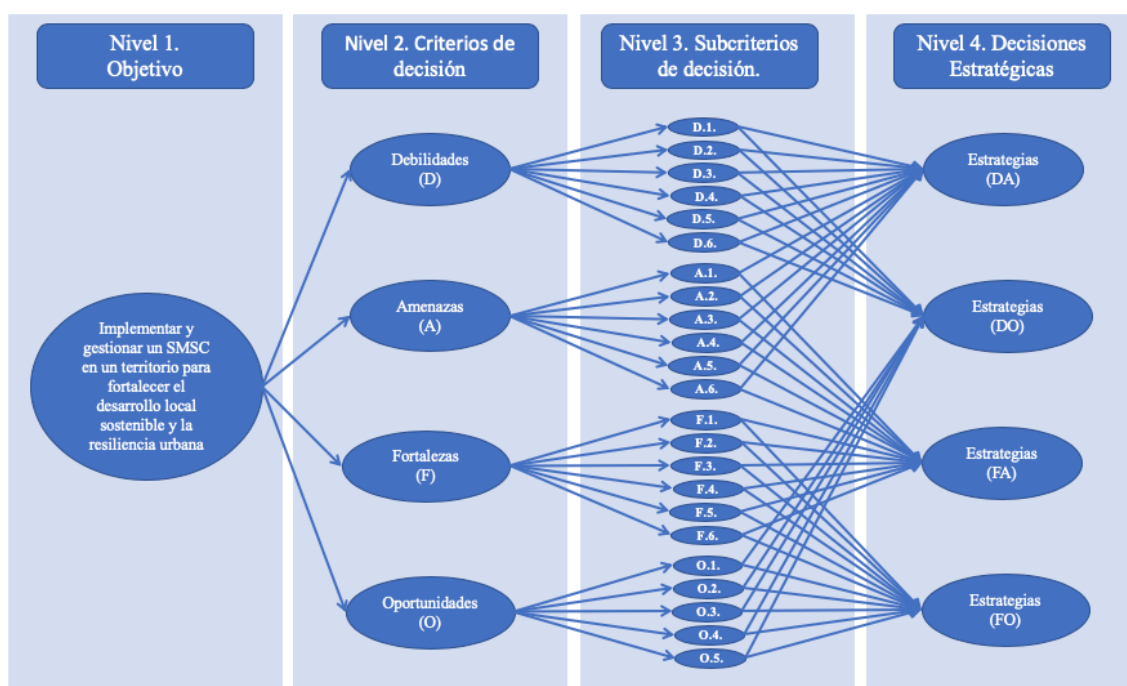 Nivel 1.
Objetivo
Nivel 2. Criterios de
decisión
Nivel 3. Subcriterios
de decisión.
Nivel 4. Decisiones
Estratégicas
Implementar y
gestionar un SMSC
en un territorio para
fortalecer el
desarrollo local
sostenible y la
resiliencia urbana
Debilidades
(D)
Amenazas
(A)
Fortalezas
(F)
Oportunidades
(O)
D.1.
D.2.
D.3.
D.4.
D.5.
D.6.
A.1.
A.2.
A.3.
A.4.
A.5.
A.6.
F.1.
F.2.
F.3.
F.4.
F.5.
F.6.
O.1.
O.2.
O.3.
O.4.
O.5.
Estrategias
(DA)
Estrategias
(DO)
Estrategias
(FA)
Estrategias
(FO)